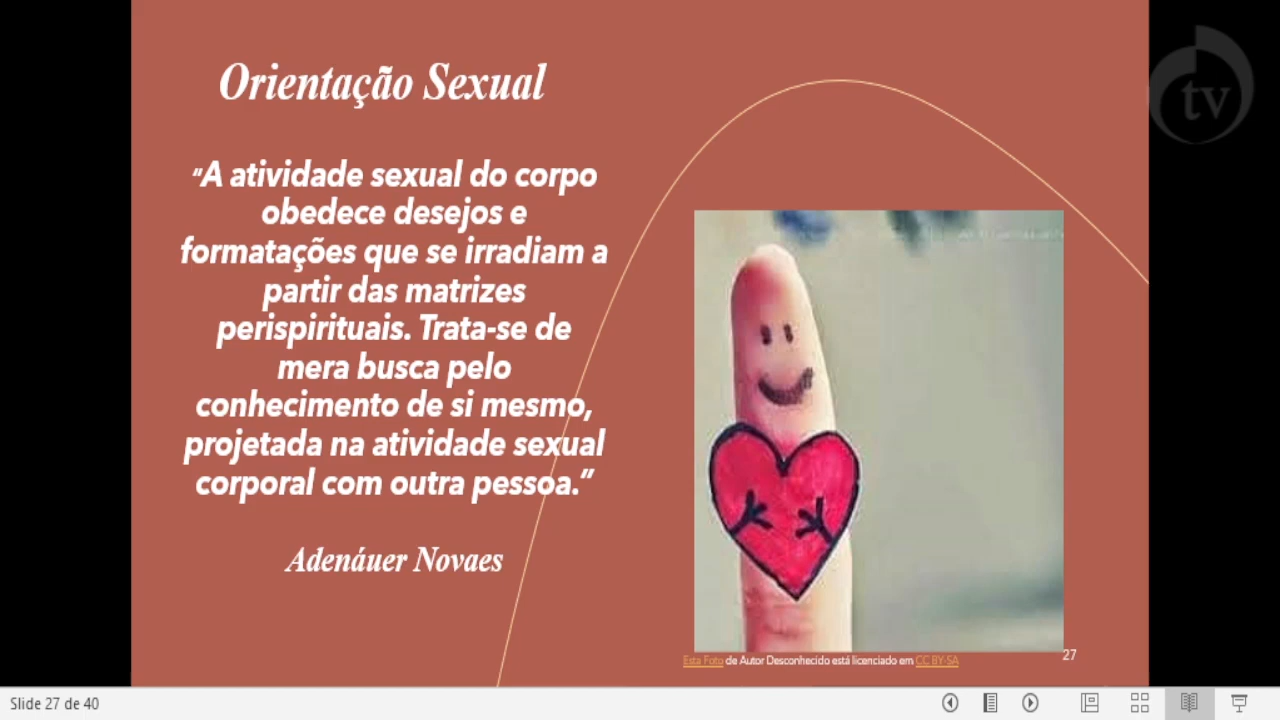 Orientação Sexual
“A atividade sexual do corpo
obedece desejos e
formatações que se irradiam a
partir das matrizes
perispirituais. Trata-se de
mera busca pelo
conhecimento de si mesmo,
projetada na atividade sexual
corporal com outra pessoa.”
Adenáuer Novaes
tv
Esta Foto de Autor Desconhecido está licenciado em CC BY-SA
27
Slide 27 de 40